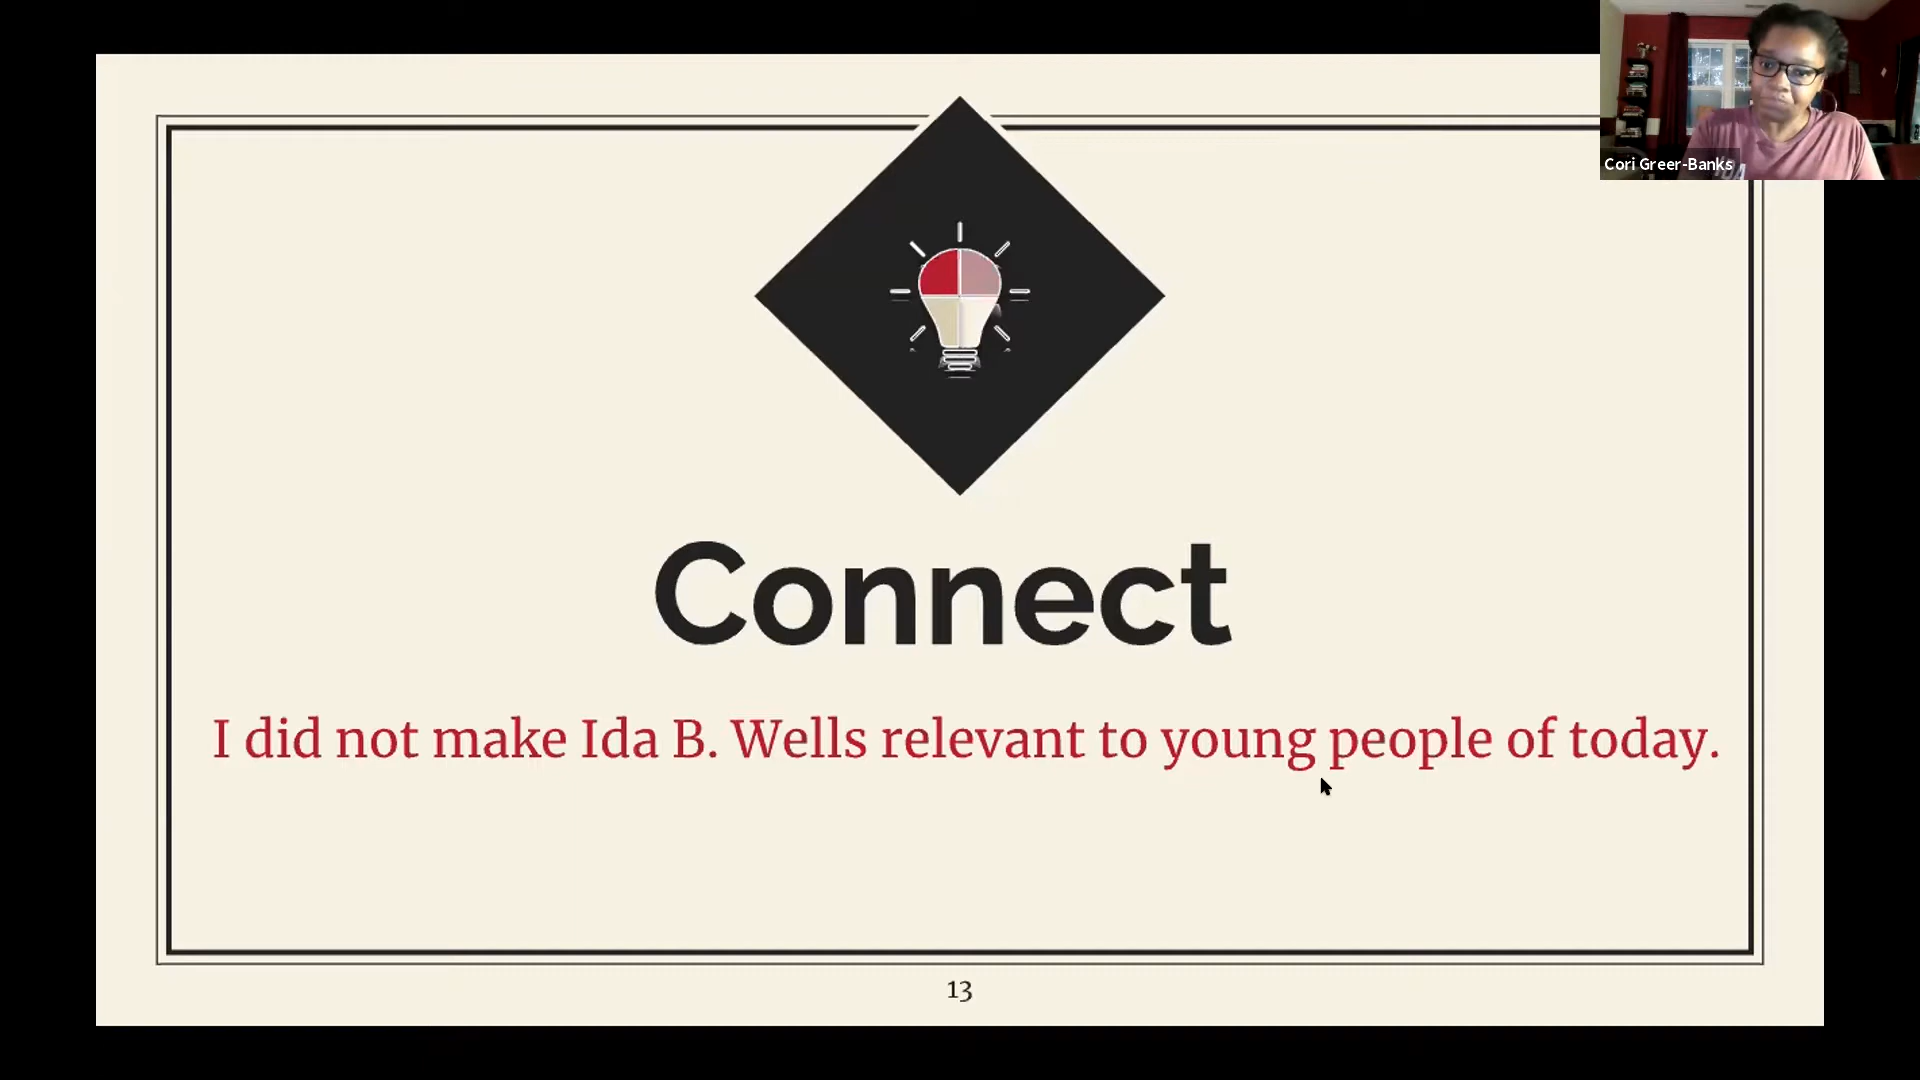 Cori Greer-Banks
Connect
I did not make Ida B. Wells relevant to young people of today.
13